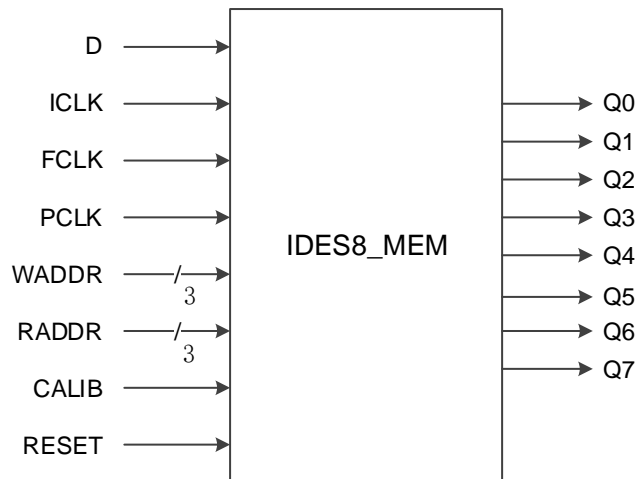 D
ICLK
FCLK
PCLK
WADDR
/
3
RADDR
/
3
CALIB
RESET
IDES8_MEM
Q0
Q1
Q2
Q3
Q4
Q5
Q6
Q7